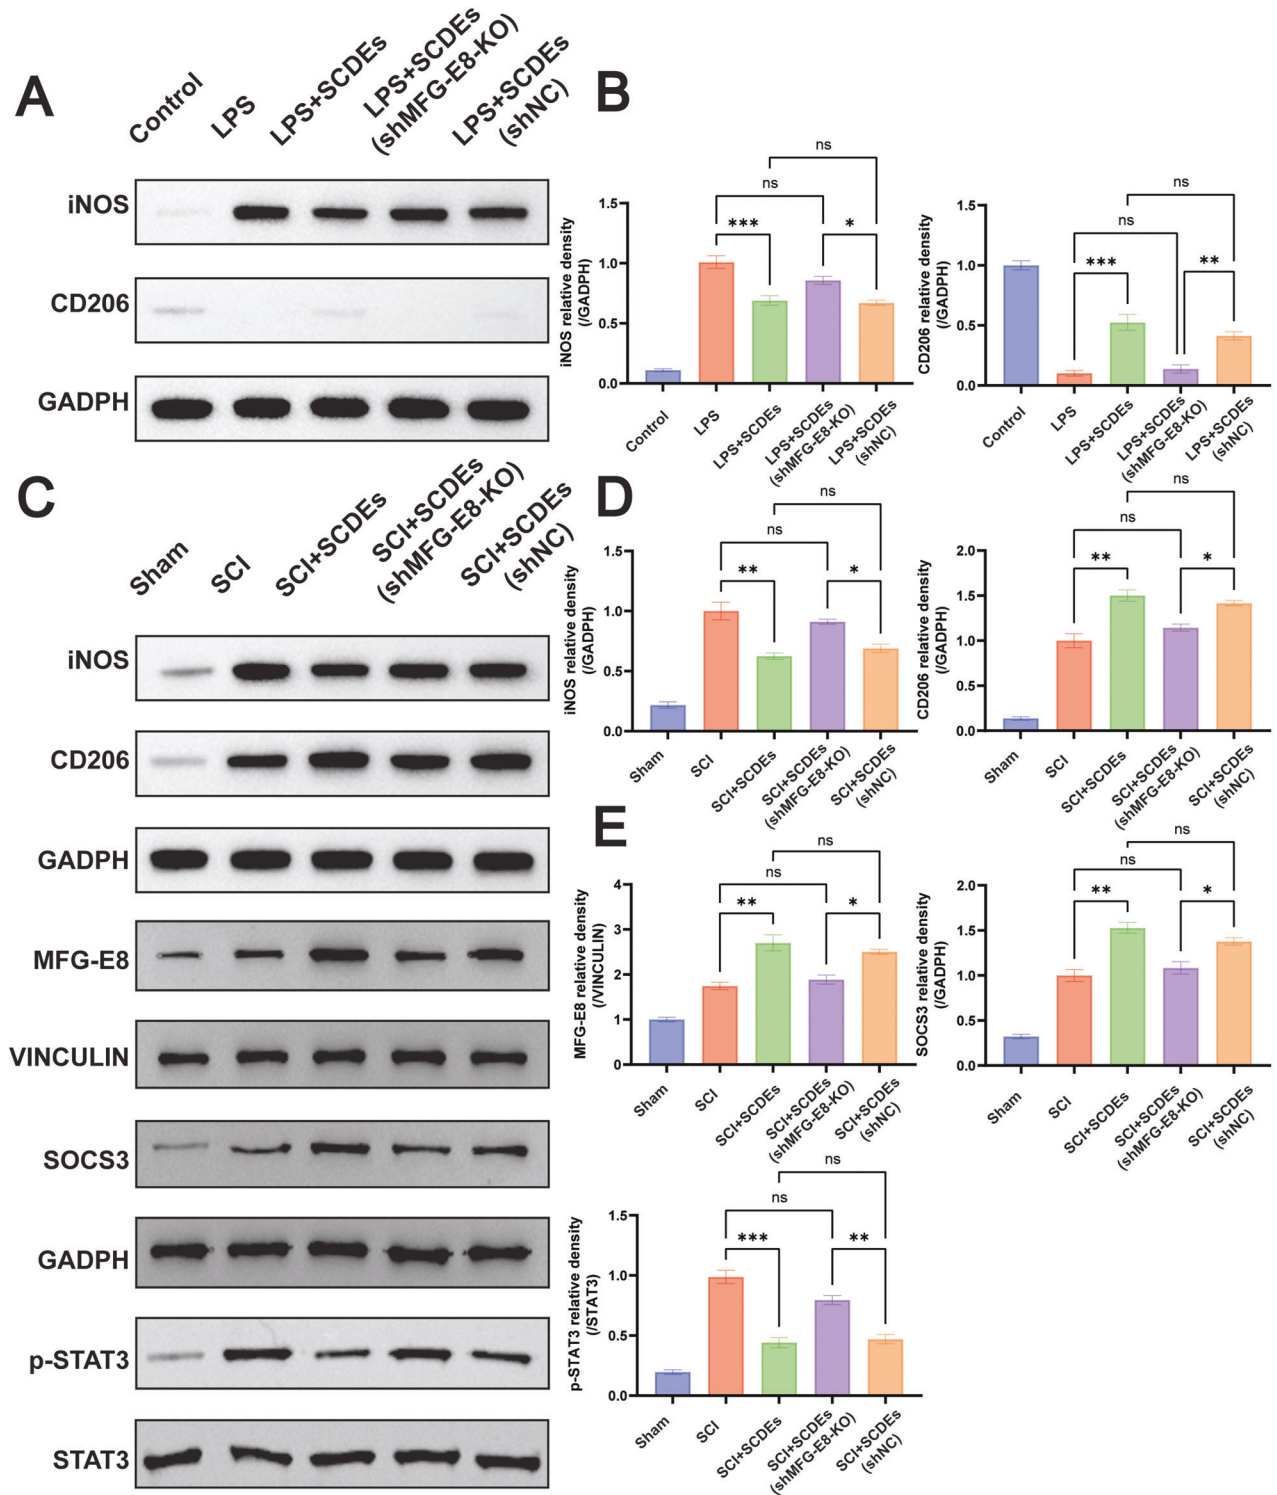 A
Control
LPS
LPS+SCDEs
LPS+SCDEs
(shMFG-E8-KO)
LPS+SCDEs
(shNC)
iNOS
CD206
GADPH
B
iNOS relative density
(/GADPH)
1.5
1.0
0.5
0.0
ns
ns
***
*
Control
LPS
LPS+SCDEs
LPS+SCDEs
(shMFG-E8-KO)
LPS+SCDEs
(shNC)
CD206 relative density
(/GADPH)
1.5
1.0
0.5
0.0
ns
ns
***
**
Control
LPS
LPS+SCDEs
LPS+SCDEs
(shMFG-E8-KO)
LPS+SCDEs
(shNC)
C
Sham
SCI
SCI+SCDEs
SCI+SCDEs
(shMFG-E8-KO)
SCI+SCDEs
(shNC)
iNOS
CD206
GADPH
MFG-E8
VINCULIN
SOCS3
GADPH
p-STAT3
STAT3
D
iNOS relative density
(/GADPH)
1.5
1.0
0.5
0.0
ns
ns
**
*
Sham
SCI
SCI+SCDEs
SCI+SCDEs
(shMFG-E8-KO)
SCI+SCDEs
(shNC)
CD206 relative density
(/GADPH)
2.0
1.5
1.0
0.5
0.0
ns
ns
**
*
Sham
SCI
SCI+SCDEs
SCI+SCDEs
(shMFG-E8-KO)
SCI+SCDEs
(shNC)
E
MFG-E8 relative density
(/VINCULIN)
4
3
2
1
0
ns
ns
**
*
Sham
SCI
SCI+SCDEs
SCI+SCDEs
(shMFG-E8-KO)
SCI+SCDEs
(shNC)
SOCS3 relative density
(/GADPH)
2.0
1.5
1.0
0.5
0.0
ns
ns
**
*
Sham
SCI
SCI+SCDEs
SCI+SCDEs
(shMFG-E8-KO)
SCI+SCDEs
(shNC)
p-STAT3 relative density
(/STAT3)
1.5
1.0
0.5
0.0
ns
ns
***
**
Sham
SCI
SCI+SCDEs
SCI+SCDEs
(shMFG-E8-KO)
SCI+SCDEs
(shNC)